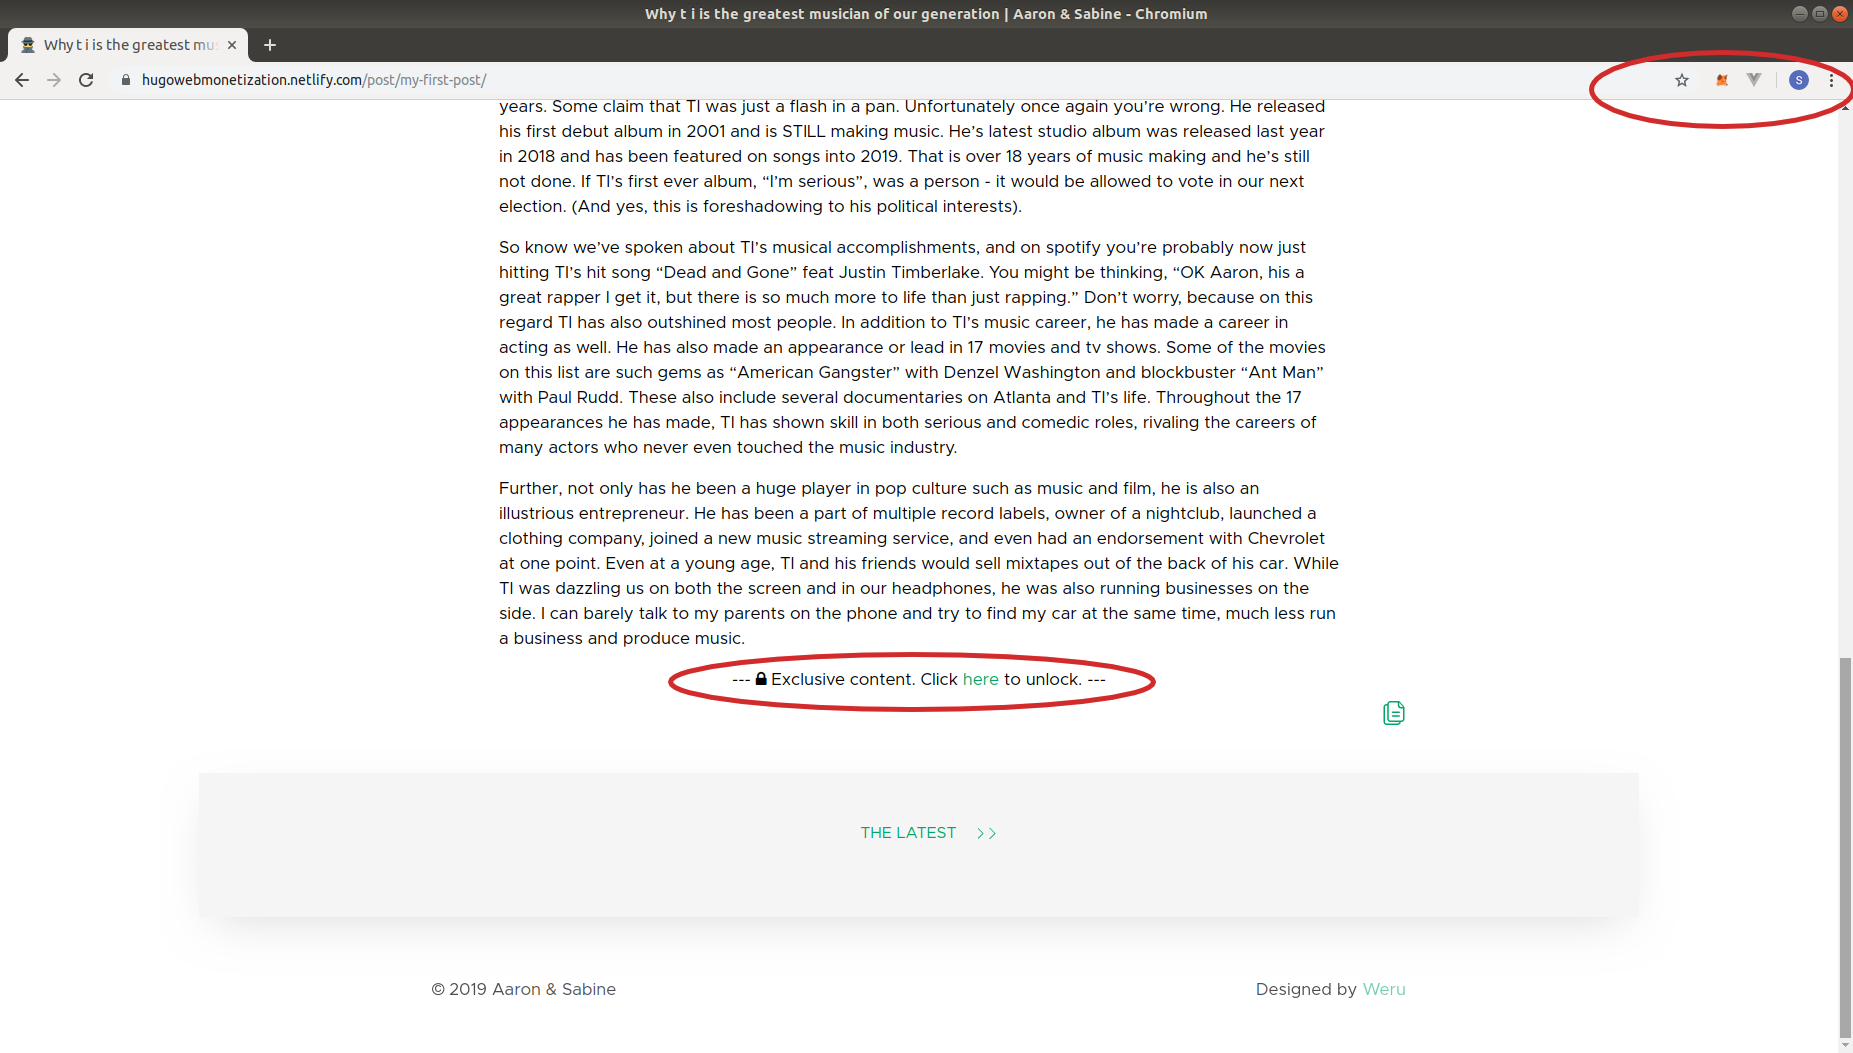 Why t i is the greatest musician of our generation | Aaron & Sabine - Chromium
Why t i is the greatest mus
hugowebmonetization.netlify.com/post/my-first-post/
S
years. Some claim that TI was just a flash in a pan. Unfortunately once again you’re wrong. He released
his first debut album in 2001 and is STILL making music. He’s latest studio album was released last year
in 2018 and has been featured on songs into 2019. That is over 18 years of music making and he’s still
not done. If TI’s first ever album, “I’m serious”, was a person - it would be allowed to vote in our next
election. (And yes, this is foreshadowing to his political interests).
So know we’ve spoken about TI’s musical accomplishments, and on spotify you’re probably now just
hitting TI’s hit song “Dead and Gone” feat Justin Timberlake. You might be thinking, “OK Aaron, his a
great rapper I get it, but there is so much more to life than just rapping.” Don’t worry, because on this
regard TI has also outshined most people. In addition to TI’s music career, he has made a career in
acting as well. He has also made an appearance or lead in 17 movies and tv shows. Some of the movies
on this list are such gems as “American Gangster” with Denzel Washington and blockbuster “Ant Man”
with Paul Rudd. These also include several documentaries on Atlanta and TI’s life. Throughout the 17
appearances he has made, TI has shown skill in both serious and comedic roles, rivaling the careers of
many actors who never even touched the music industry.
Further, not only has he been a huge player in pop culture such as music and film, he is also an
illustrious entrepreneur. He has been a part of multiple record labels, owner of a nightclub, launched a
clothing company, joined a new music streaming service, and even had an endorsement with Chevrolet
at one point. Even at a young age, TI and his friends would sell mixtapes out of the back of his car. While
TI was dazzling us on both the screen and in our headphones, he was also running businesses on the
side. I can barely talk to my parents on the phone and try to find my car at the same time, much less run
a business and produce music.
--- Exclusive content. Click here to unlock. ---
THE LATEST >>
© 2019 Aaron & Sabine
Designed by Weru